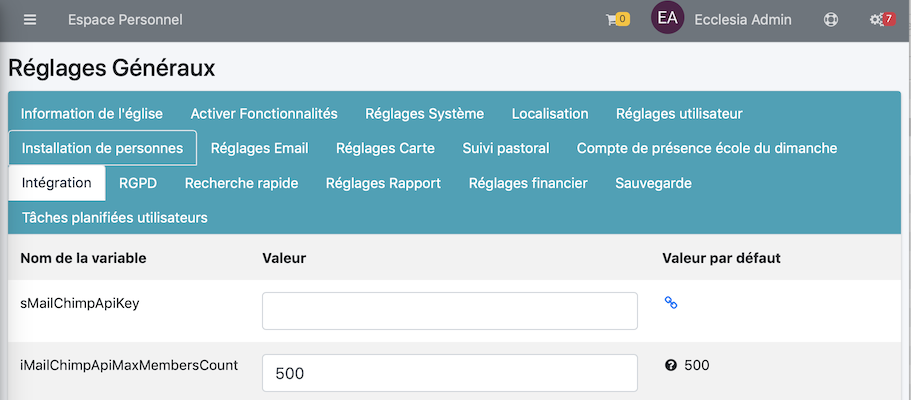 Espace Personnel 0 EA Ecclesia Admin 7
Réglages Généraux
Information de l'église Activer Fonctionnalités Réglages Système Localisation Réglages utilisateur
Installation de personnes Réglages Email Réglages Carte Suivi pastoral Compte de présence école du dimanche
Intégration RGPD Recherche rapide Réglages Rapport Réglages financier Sauvegarde
Tâches planifiées utilisateurs
Nom de la variable Valeur Valeur par défaut
sMailChimpApiKey
iMailChimpApiMaxMembersCount 500 500